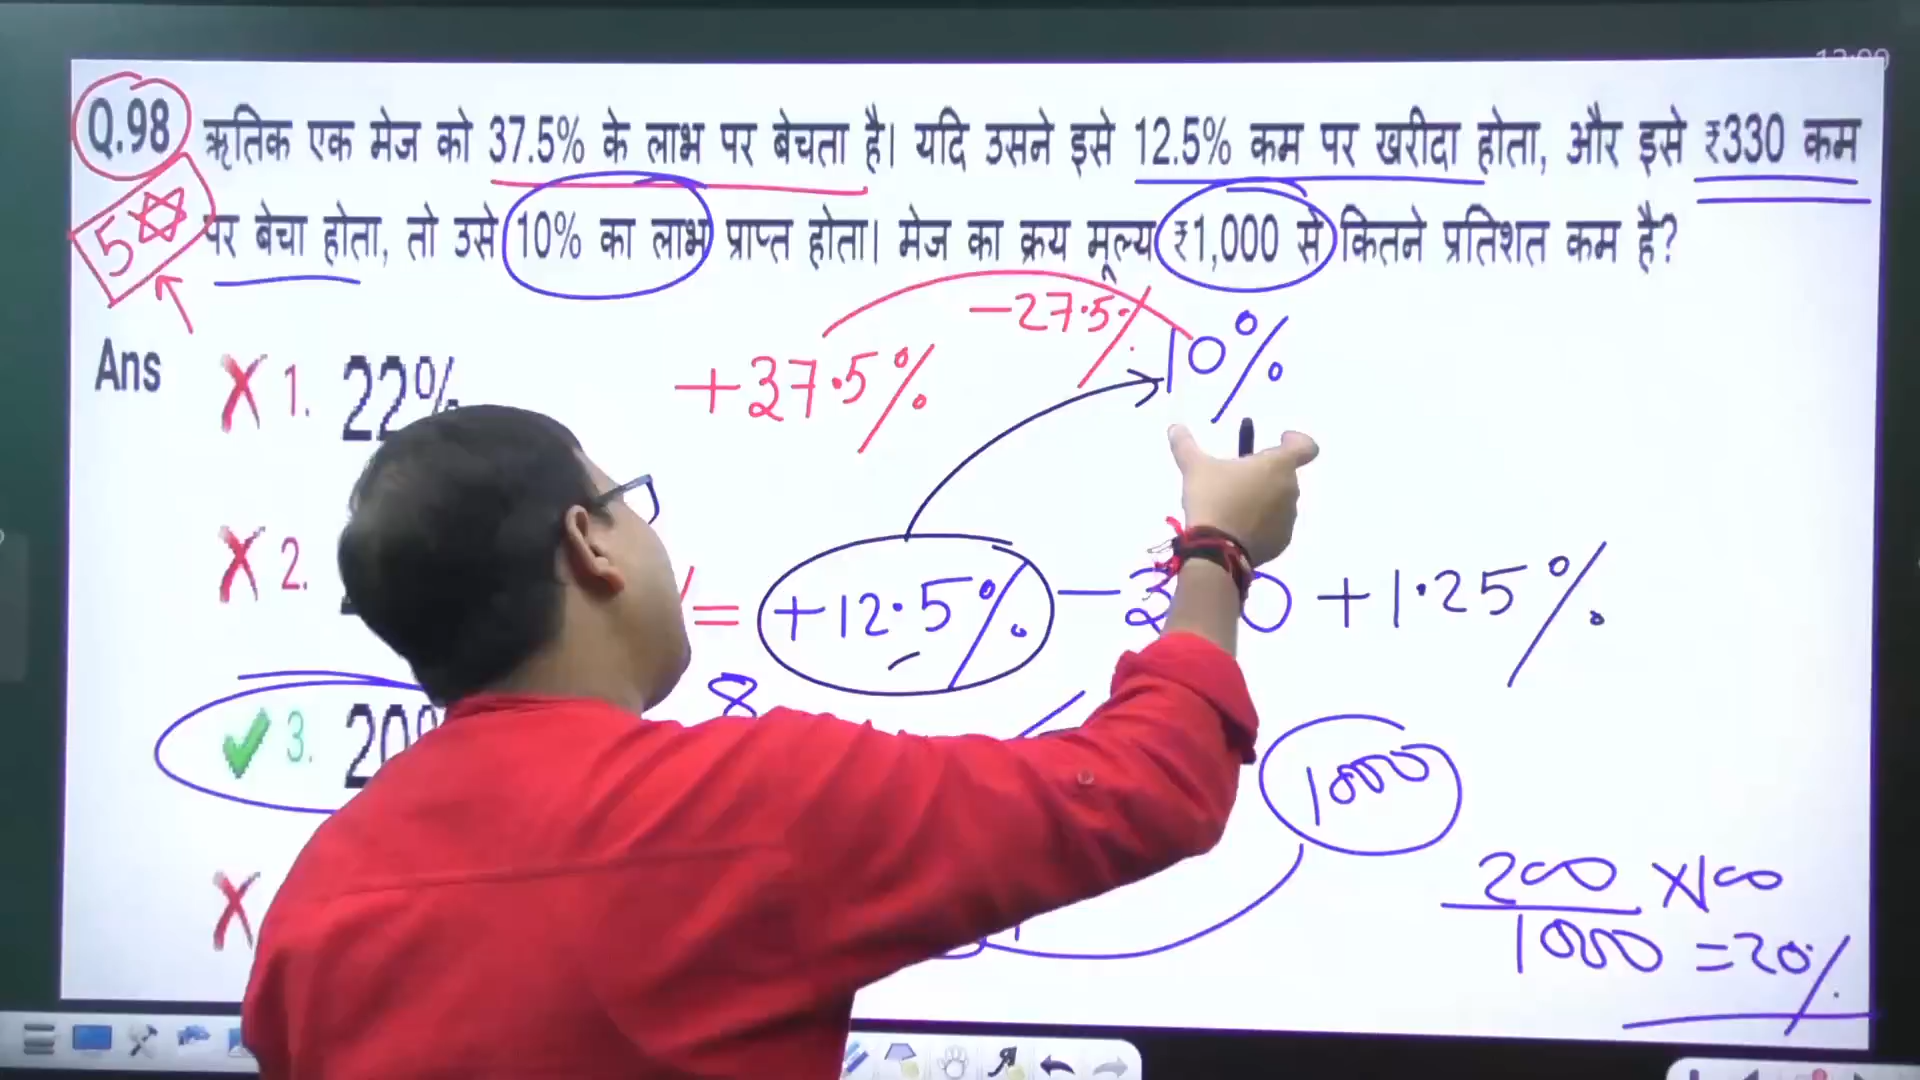 Q.98 ऋतिक एक मेज को 37.5% के लाभ पर बेचता है। यदि उसने इसे 12.5% कम पर खरीदा होता, और इसे ₹330 कम
5 पर बेचा होता, तो उसे 10% का लाभ प्राप्त होता। मेज का क्रय मूल्य ₹1,000 से कितने प्रतिशत कम है?
-27.5%
Ans
1. 22%
+37.5%
10%
2.
= +12.5% -
+1.25%
8
3.
1000
200 × 100
1000 = 20%